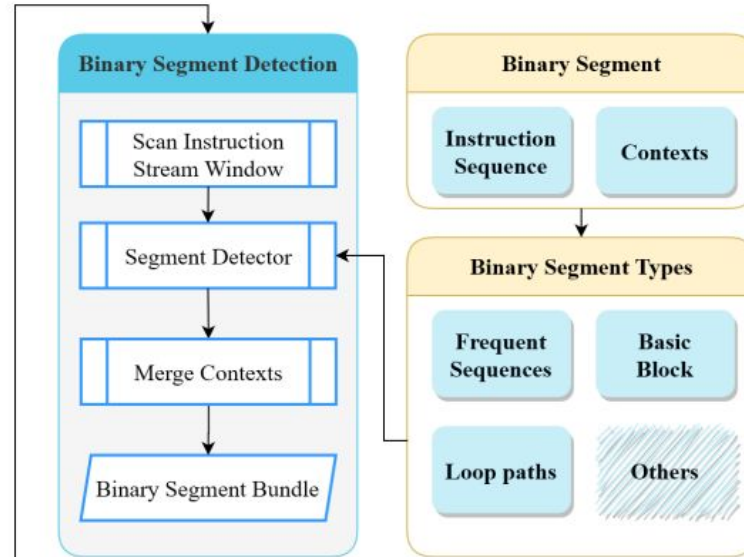 Binary Segment Detection
Scan Instruction
Stream Window
Segment Detector
Merge Contexts
Binary Segment Bundle
Binary Segment
Instruction
Sequence
Contexts
Binary Segment Types
Frequent
Sequences
Basic
Block
Loop paths
Others